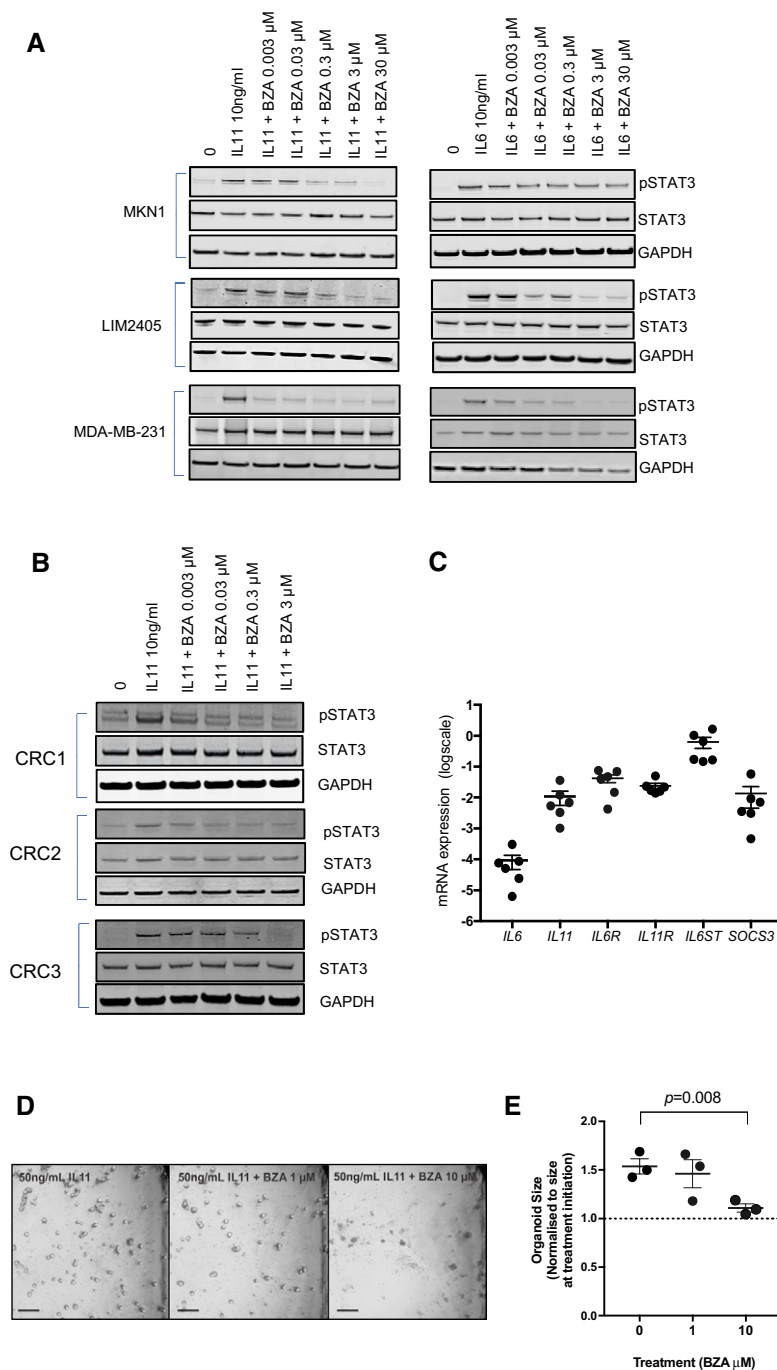 A
0
IL11 10ng/ml
IL11 + BZA 0.003 μM
IL11 + BZA 0.03 μM
IL11 + BZA 0.3 μM
IL11 + BZA 3 μM
IL11 + BZA 30 μM
0
IL6 10ng/ml
IL6 + BZA 0.003 μM
IL6 + BZA 0.03 μM
IL6 + BZA 0.3 μM
IL6 + BZA 3 μM
IL6 + BZA 30 μM
MKN1
pSTAT3
STAT3
GAPDH
LIM2405
pSTAT3
STAT3
GAPDH
MDA-MB-231
pSTAT3
STAT3
GAPDH
B
0
IL11 10ng/ml
IL11 + BZA 0.003 μM
IL11 + BZA 0.03 μM
IL11 + BZA 0.3 μM
IL11 + BZA 3 μM
CRC1
pSTAT3
STAT3
GAPDH
CRC2
pSTAT3
STAT3
GAPDH
CRC3
pSTAT3
STAT3
GAPDH
C
mRNA expression (logscale)
1
0
-1
-2
-3
-4
-5
-6
IL6 IL11 IL6R IL11R IL6ST SOCS3
D
50ng/mL IL11
50ng/mL IL11 + BZA 1 μM
50ng/mL IL11 + BZA 10 μM
E
p=0.008
Organoid Size
(Normalised to size
at treatment initiation)
2.0
1.5
1.0
0.5
0.0
0 1 10
Treatment (BZA μM)